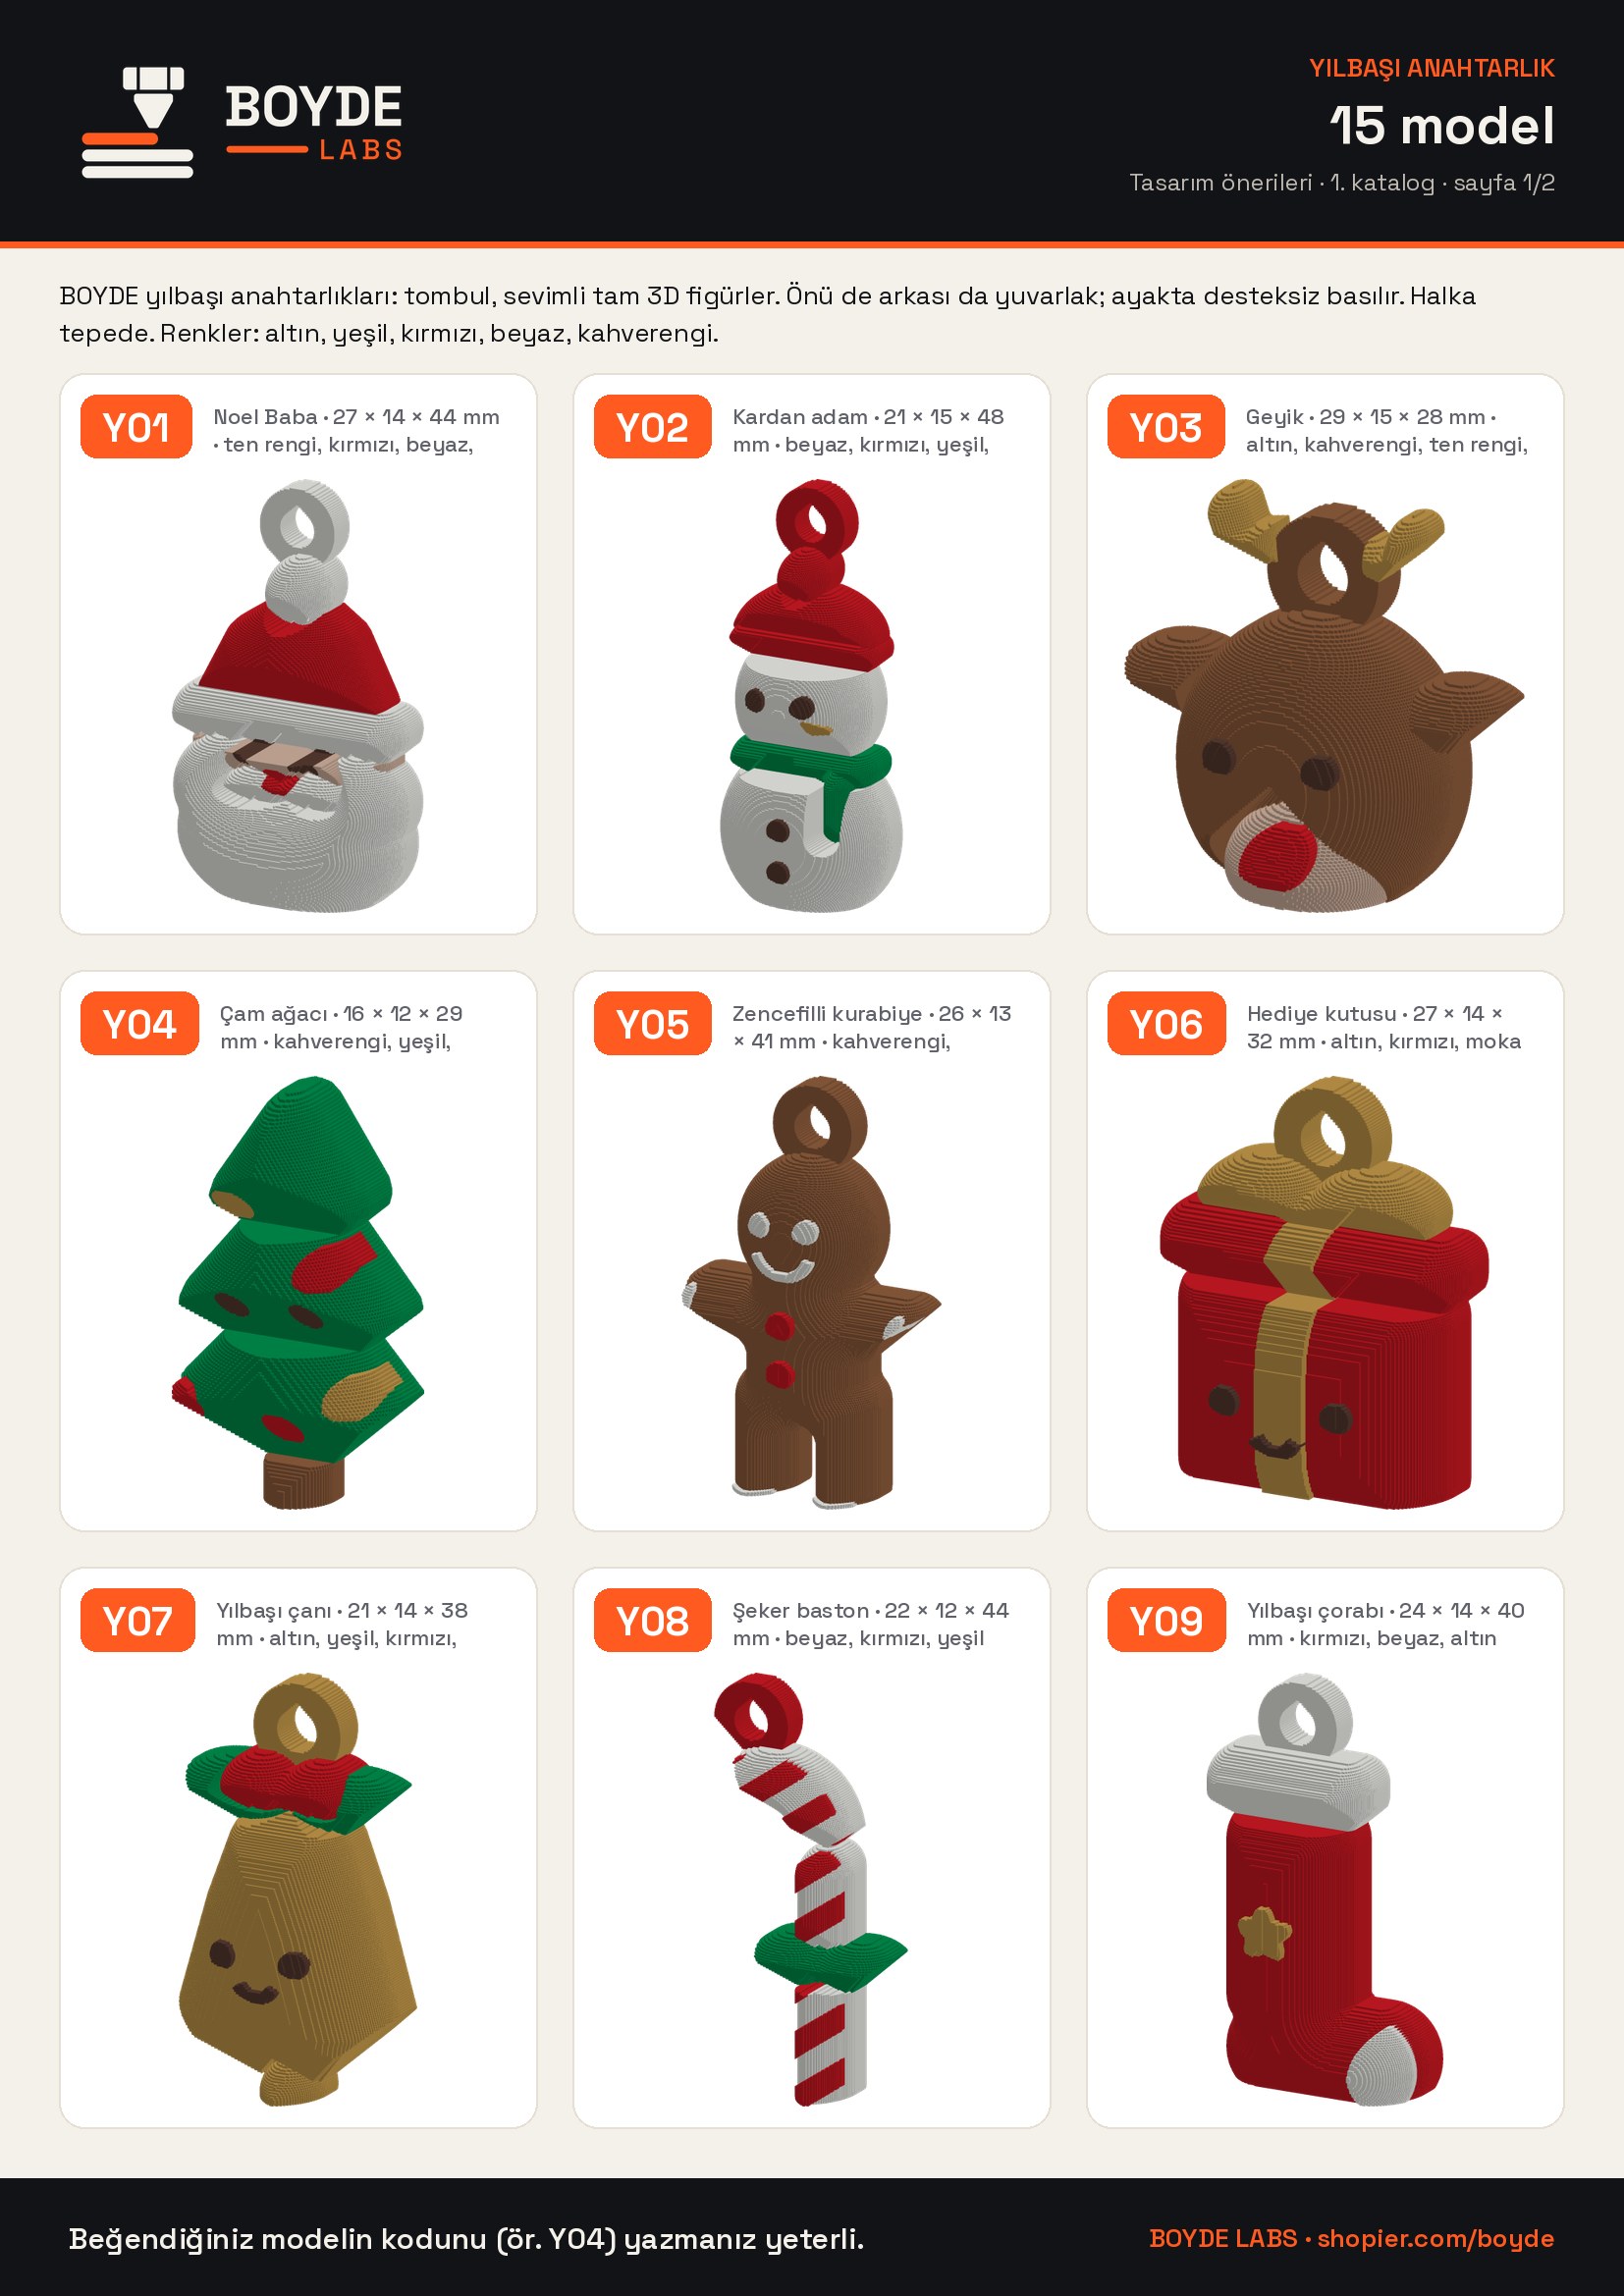 BOYDE
LABS
YILBAŞI ANAHTARLIK
15 model
Tasarım önerileri · 1. katalog · sayfa 1/2
BOYDE yılbaşı anahtarlıkları: tombul, sevimli tam 3D figürler. Önü de arkası da yuvarlak; ayakta desteksiz basılır. Halka
tepede. Renkler: altın, yeşil, kırmızı, beyaz, kahverengi.
Y01
Noel Baba · 27 × 14 × 44 mm
· ten rengi, kırmızı, beyaz,
Y02
Kardan adam · 21 × 15 × 48
mm · beyaz, kırmızı, yeşil,
Y03
Geyik · 29 × 15 × 28 mm ·
altın, kahverengi, ten rengi,
Y04
Çam ağacı · 16 × 12 × 29
mm · kahverengi, yeşil,
Y05
Zencefilli kurabiye · 26 × 13
× 41 mm · kahverengi,
Y06
Hediye kutusu · 27 × 14 ×
32 mm · altın, kırmızı, moka
Y07
Yılbaşı çanı · 21 × 14 × 38
mm · altın, yeşil, kırmızı,
Y08
Şeker baston · 22 × 12 × 44
mm · beyaz, kırmızı, yeşil
Y09
Yılbaşı çorabı · 24 × 14 × 40
mm · kırmızı, beyaz, altın
Beğendiğiniz modelin kodunu (ör. Y04) yazmanız yeterli.
BOYDE LABS · shopier.com/boyde